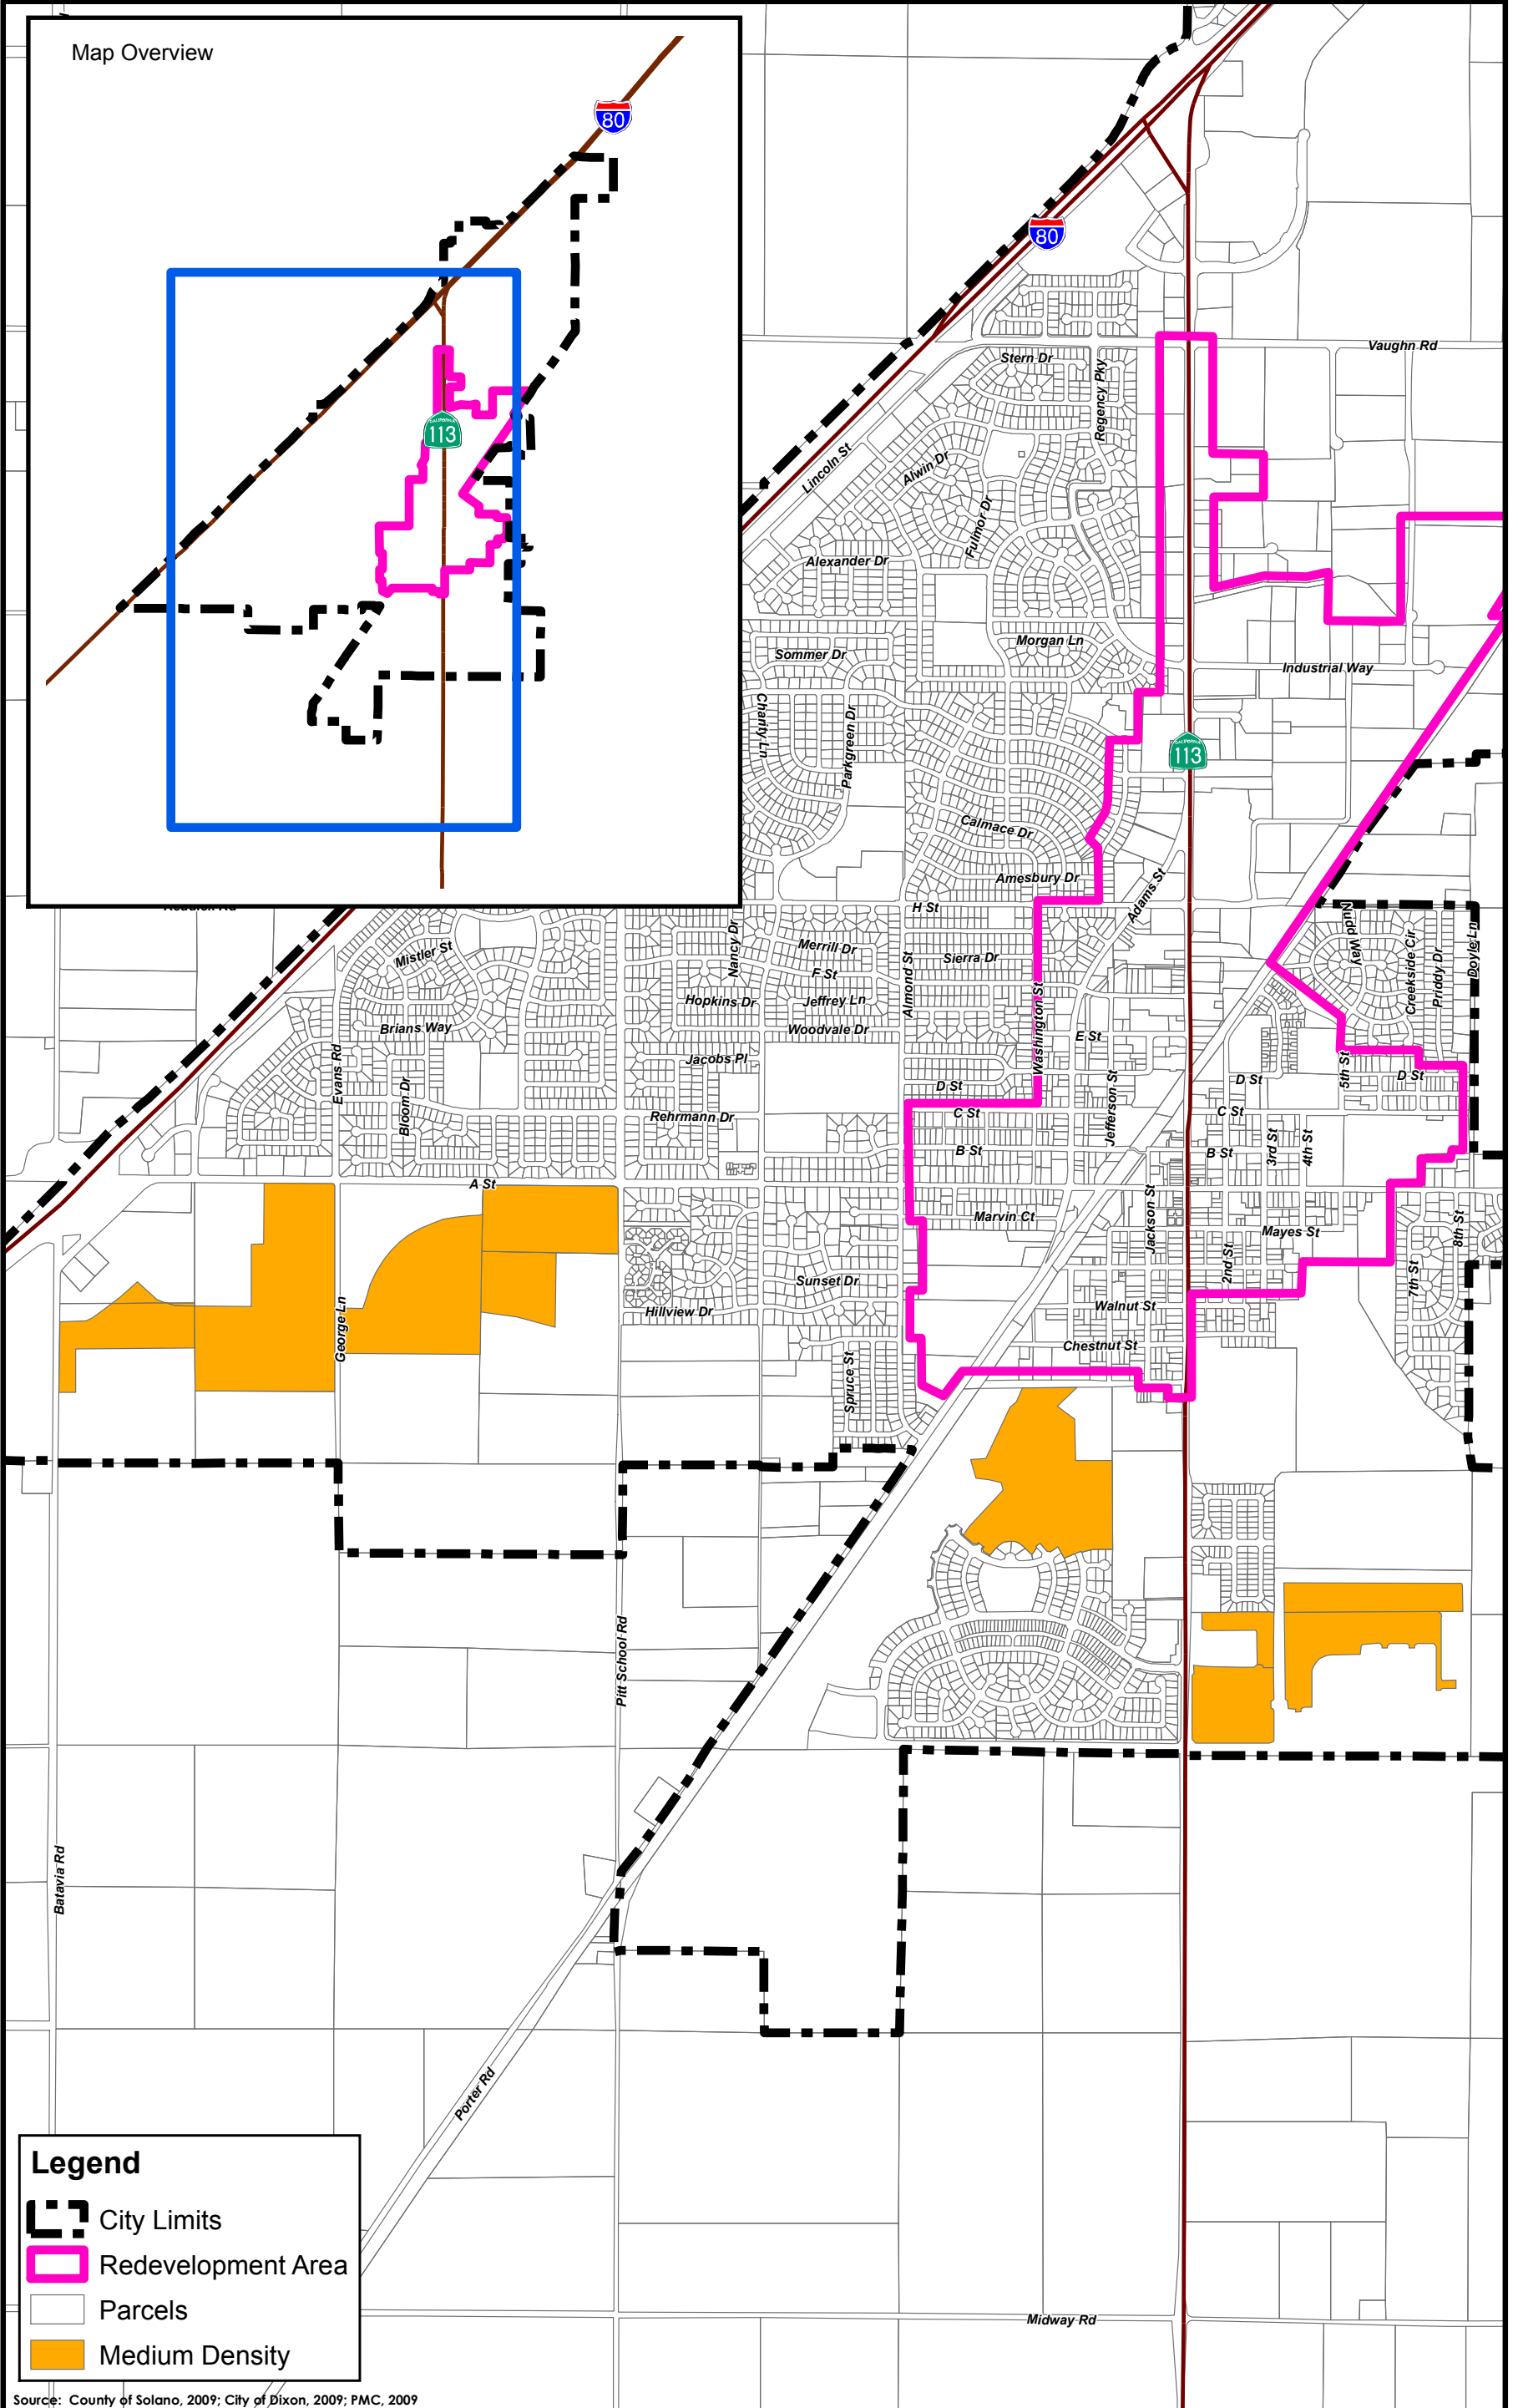 Map Overview
80
CALIFORNIA
113
80
Vaughn Rd
Stern Dr
Regency Pky
Lincoln St
Alwin Dr
Fulmor Dr
Alexander Dr
Morgan Ln
Sommer Dr
Industrial Way
Charity Ln
Parkgreen Dr
CALIFORNIA
113
Calmace Dr
Amesbury Dr
Adams St
H St
Nudd Way
Creekside Cir
Priddy Dr
Doyle Ln
Mistler St
Nancy Dr
Merrill Dr
Sierra Dr
Almond St
F St
Hopkins Dr
Jeffrey Ln
Washington St
Brians Way
Woodvale Dr
E St
Evans Rd
Jacobs Pl
5th St
D St
D St
D St
Bloom Dr
Rehrmann Dr
C St
Jefferson St
C St
B St
B St
3rd St
4th St
A St
Marvin Ct
Jackson St
Mayes St
8th St
2nd St
7th St
Sunset Dr
George Ln
Hillview Dr
Walnut St
Chestnut St
Spruce St
Pitt School Rd
Batavia Rd
Porter Rd
Midway Rd
Legend
City Limits
Redevelopment Area
Parcels
Medium Density
Source: County of Solano, 2009; City of Dixon, 2009; PMC, 2009